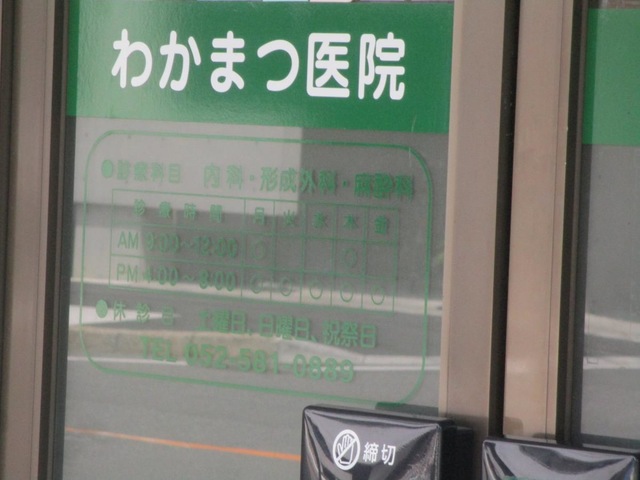 わかまつ医院
●診療科目 内科・形成外科・麻酔科
診療時間 月 火 水 木 金
AM 9:00~12:00 ○ ○
PM 4:00~8:00 ○ ○ ○ ○ ○
●休診日 土曜日、日曜日、祝祭日
TEL 052-581-0889
締切